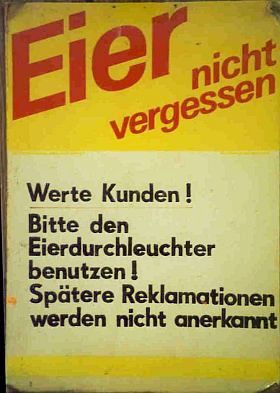 Eier
nicht
vergessen
Werte Kunden!
Bitte den
Eierdurchleuchter
benutzen!
Spätere Reklamationen
werden nicht anerkannt